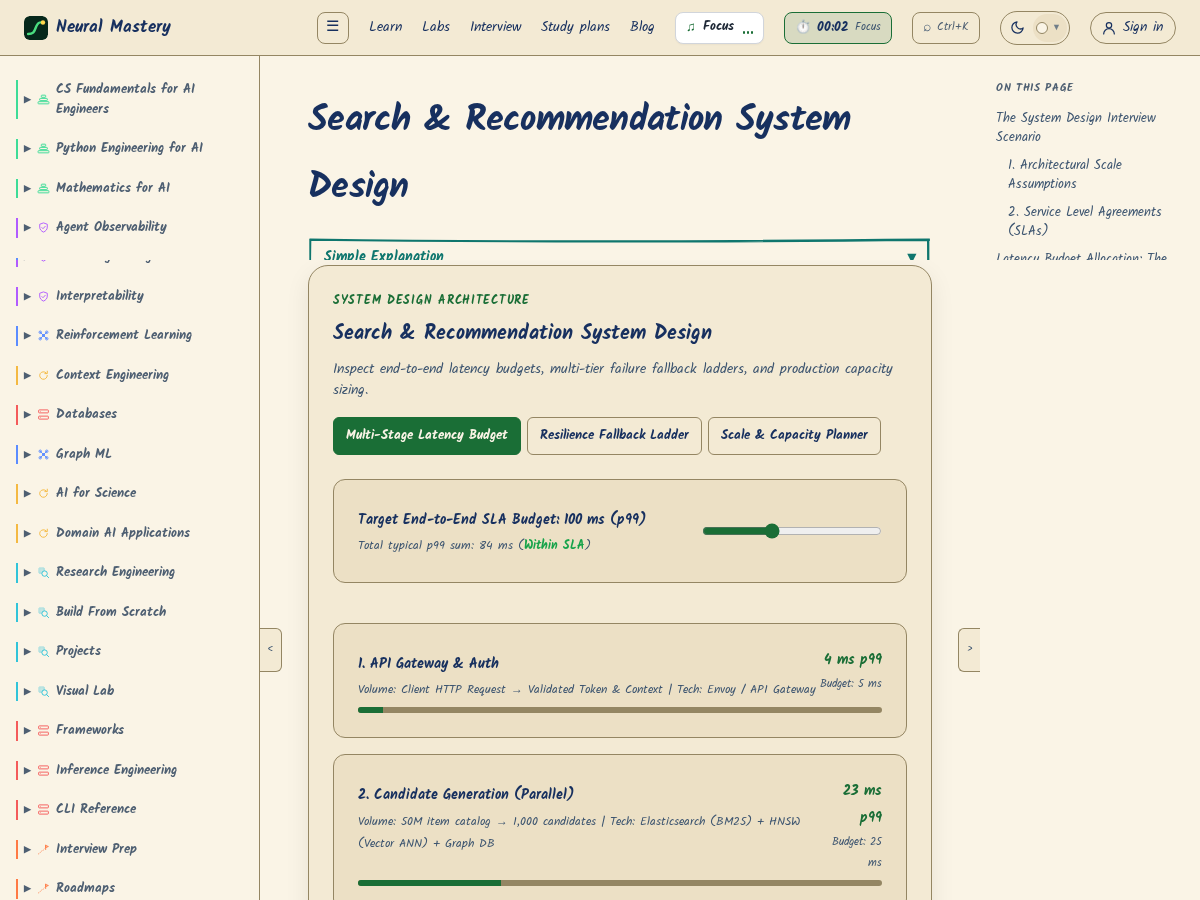 Neural Mastery
Learn
Labs
Interview
Study plans
Blog
Focus
...
00:02 Focus
Ctrl+K
Sign in
CS Fundamentals for AI
Engineers
Python Engineering for AI
Mathematics for AI
Agent Observability
Interpretability
Reinforcement Learning
Context Engineering
Databases
Graph ML
AI for Science
Domain AI Applications
Research Engineering
Build From Scratch
Projects
Visual Lab
Frameworks
Inference Engineering
CLI Reference
Interview Prep
Roadmaps
<
Search & Recommendation System
Design
Simple Explanation
SYSTEM DESIGN ARCHITECTURE
Search & Recommendation System Design
Inspect end-to-end latency budgets, multi-tier failure fallback ladders, and production capacity
sizing.
Multi-Stage Latency Budget
Resilience Fallback Ladder
Scale & Capacity Planner
Target End-to-End SLA Budget: 100 ms (p99)
Total typical p99 sum: 84 ms (Within SLA)
1. API Gateway & Auth
4 ms p99
Volume: Client HTTP Request → Validated Token & Context | Tech: Envoy / API Gateway
Budget: 5 ms
2. Candidate Generation (Parallel)
23 ms
p99
Volume: 50M item catalog → 1,000 candidates | Tech: Elasticsearch (BM25) + HNSW
(Vector ANN) + Graph DB
Budget: 25
ms
>
ON THIS PAGE
The System Design Interview
Scenario
1. Architectural Scale
Assumptions
2. Service Level Agreements
(SLAs)
Latency Budget Allocation: The